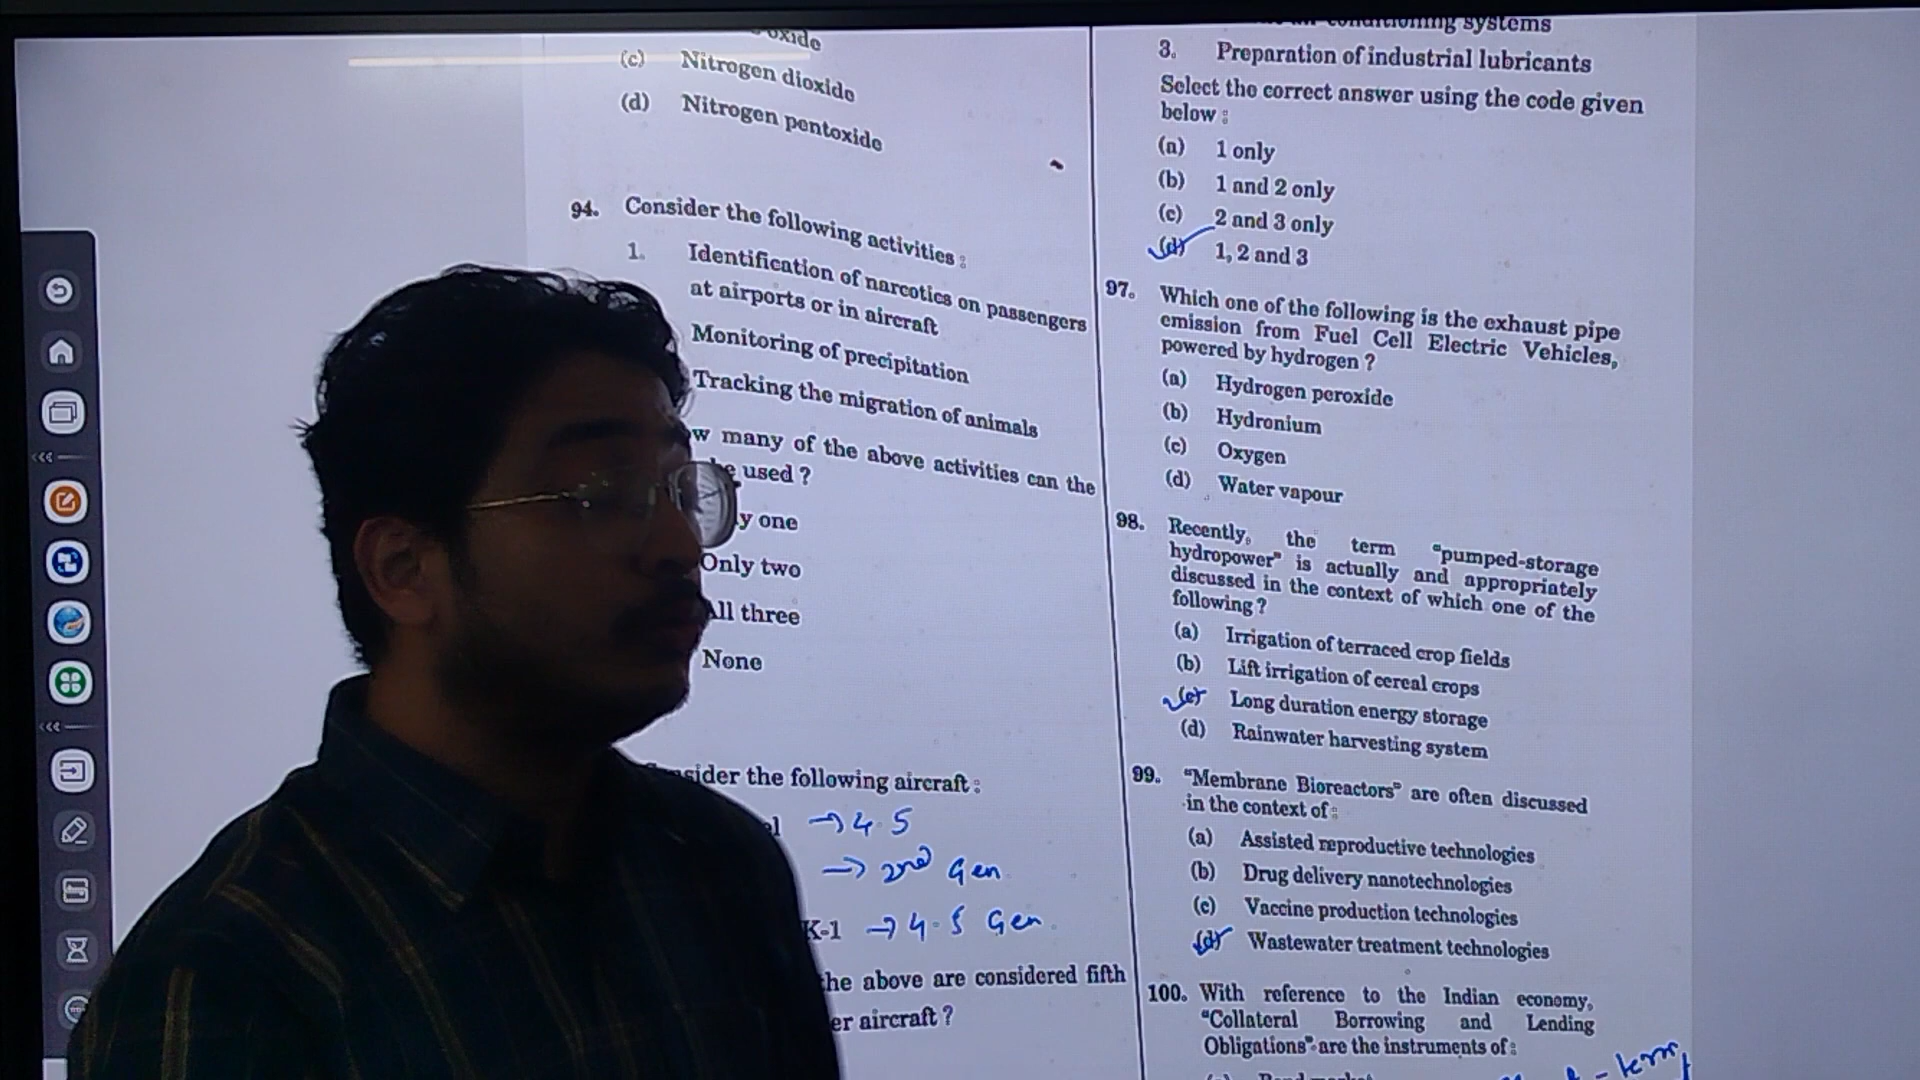 oxide
(c) Nitrogen dioxide
(d) Nitrogen pentoxide
94. Consider the following activities :
1. Identification of narcotics on passengers
at airports or in aircraft
Monitoring of precipitation
Tracking the migration of animals
w many of the above activities can the
be used ?
y one
Only two
All three
None
sider the following aircraft :
el → 4.5
→ 2nd Gen
K-1 → 4.5 Gen.
the above are considered fifth
er aircraft ?
conditioning systems
3. Preparation of industrial lubricants
Select the correct answer using the code given
below :
(a) 1 only
(b) 1 and 2 only
(c) 2 and 3 only
(d) 1, 2 and 3
97. Which one of the following is the exhaust pipe
emission from Fuel Cell Electric Vehicles,
powered by hydrogen ?
(a) Hydrogen peroxide
(b) Hydronium
(c) Oxygen
(d) Water vapour
98. Recently, the term "pumped-storage
hydropower" is actually and appropriately
discussed in the context of which one of the
following ?
(a) Irrigation of terraced crop fields
(b) Lift irrigation of cereal crops
(c) Long duration energy storage
(d) Rainwater harvesting system
99. "Membrane Bioreactors" are often discussed
in the context of :
(a) Assisted reproductive technologies
(b) Drug delivery nanotechnologies
(c) Vaccine production technologies
(d) Wastewater treatment technologies
100. With reference to the Indian economy,
"Collateral Borrowing and Lending
Obligations" are the instruments of :
- term